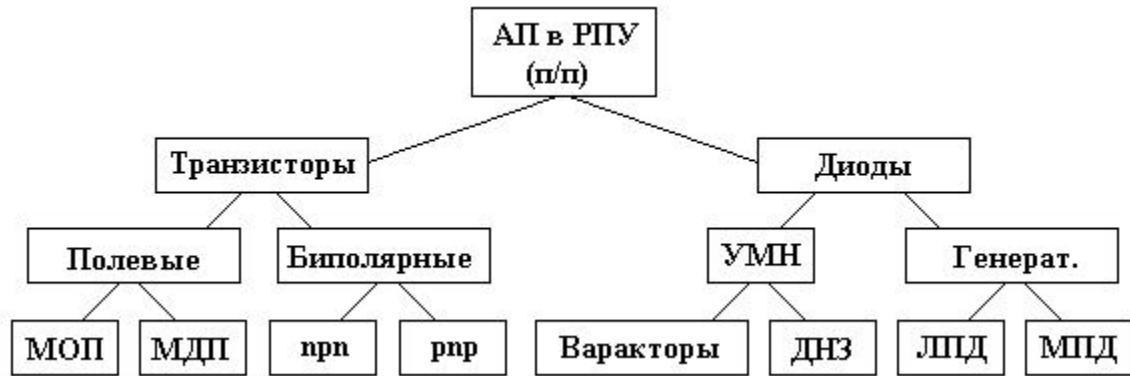 АП в РПУ
(п/п)
Транзисторы
Диоды
Полевые
Биполярные
УМН
Генерат.
МОП
МДП
npn
pnp
Варакторы
ДНЗ
ЛПД
МПД